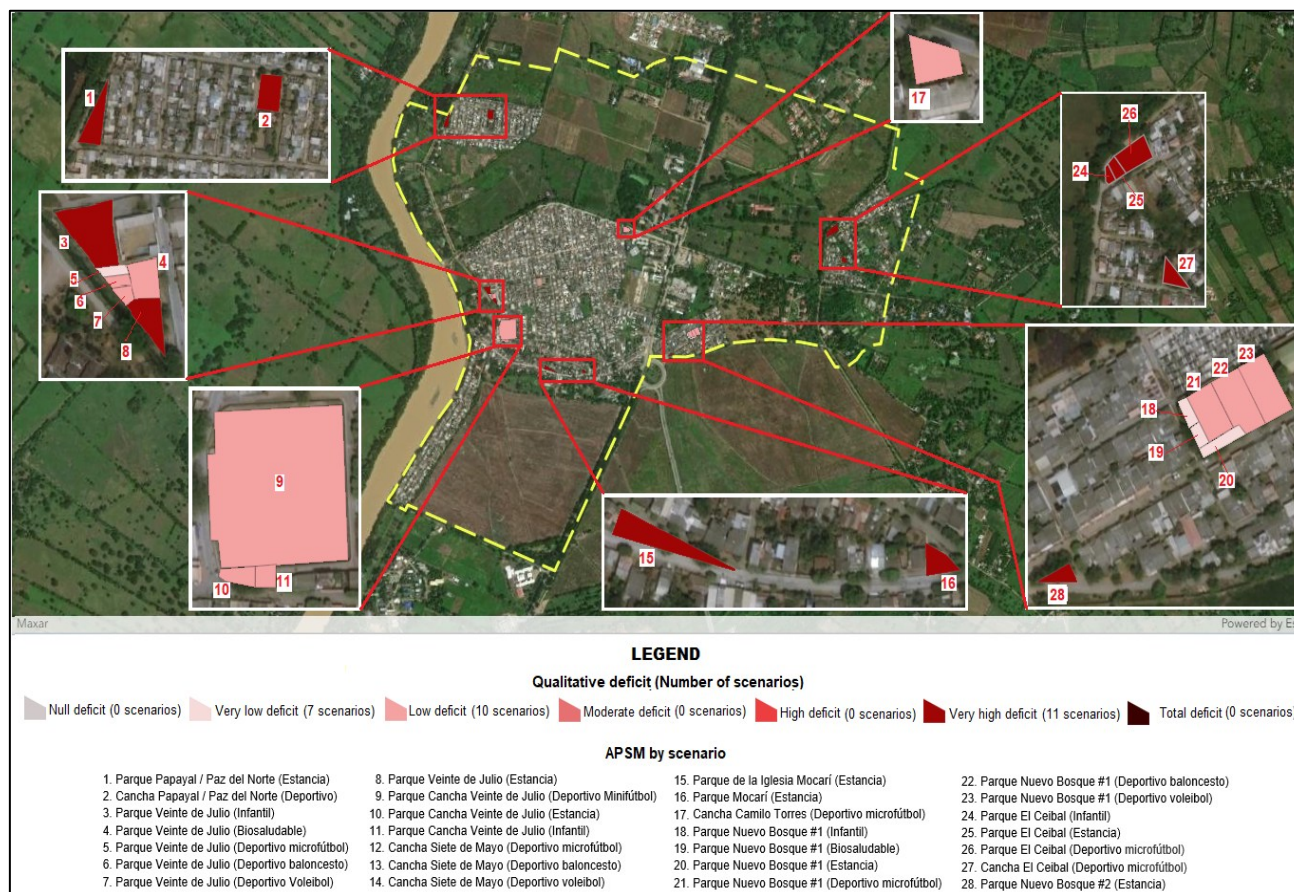 1
2
3
4
5
6
7
8
9
10
11
15
16
17
18
19
20
21
22
23
24
25
26
27
28
Maxar
Powered by Es
LEGEND
Qualitative deficit (Number of scenarios)
Null deficit (0 scenarios)
Very low deficit (7 scenarios)
Low deficit (10 scenarios)
Moderate deficit (0 scenarios)
High deficit (0 scenarios)
Very high deficit (11 scenarios)
Total deficit (0 scenarios)
APSM by scenario
1. Parque Papayal / Paz del Norte (Estancia)
2. Cancha Papayal / Paz del Norte (Deportivo)
3. Parque Veinte de Julio (Infantil)
4. Parque Veinte de Julio (Biosaludable)
5. Parque Veinte de Julio (Deportivo microfútbol)
6. Parque Veinte de Julio (Deportivo baloncesto)
7. Parque Veinte de Julio (Deportivo Voleibol)
8. Parque Veinte de Julio (Estancia)
9. Parque Cancha Veinte de Julio (Deportivo Minifútbol)
10. Parque Cancha Veinte de Julio (Estancia)
11. Parque Cancha Veinte de Julio (Infantil)
12. Cancha Siete de Mayo (Deportivo microfútbol)
13. Cancha Siete de Mayo (Deportivo baloncesto)
14. Cancha Siete de Mayo (Deportivo voleibol)
15. Parque de la Iglesia Mocarí (Estancia)
16. Parque Mocarí (Estancia)
17. Cancha Camilo Torres (Deportivo microfútbol)
18. Parque Nuevo Bosque #1 (Infantil)
19. Parque Nuevo Bosque #1 (Biosaludable)
20. Parque Nuevo Bosque #1 (Estancia)
21. Parque Nuevo Bosque #1 (Deportivo microfútbol)
22. Parque Nuevo Bosque #1 (Deportivo baloncesto)
23. Parque Nuevo Bosque #1 (Deportivo voleibol)
24. Parque El Ceibal (Infantil)
25. Parque El Ceibal (Estancia)
26. Parque El Ceibal (Deportivo microfútbol)
27. Cancha El Ceibal (Deportivo microfútbol)
28. Parque Nuevo Bosque #2 (Estancia)